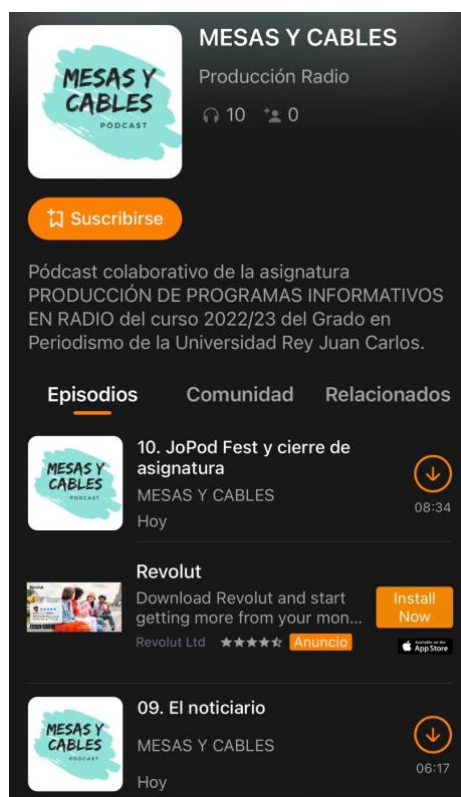 MESAS Y CABLES
Producción Radio
10 0
MESAS Y
CABLES
PODCAST
Suscribirse
Pódcast colaborativo de la asignatura
PRODUCCIÓN DE PROGRAMAS INFORMATIVOS
EN RADIO del curso 2022/23 del Grado en
Periodismo de la Universidad Rey Juan Carlos.
Episodios Comunidad Relacionados
MESAS Y
CABLES
PODCAST
10. JoPod Fest y cierre de
asignatura
MESAS Y CABLES
Hoy
08:34
Revolut
Revolut
Download Revolut and start
getting more from your mon...
Revolut Ltd Anuncio
Install
Now
Available on the
App Store
MESAS Y
CABLES
PODCAST
09. El noticiario
MESAS Y CABLES
Hoy
06:17